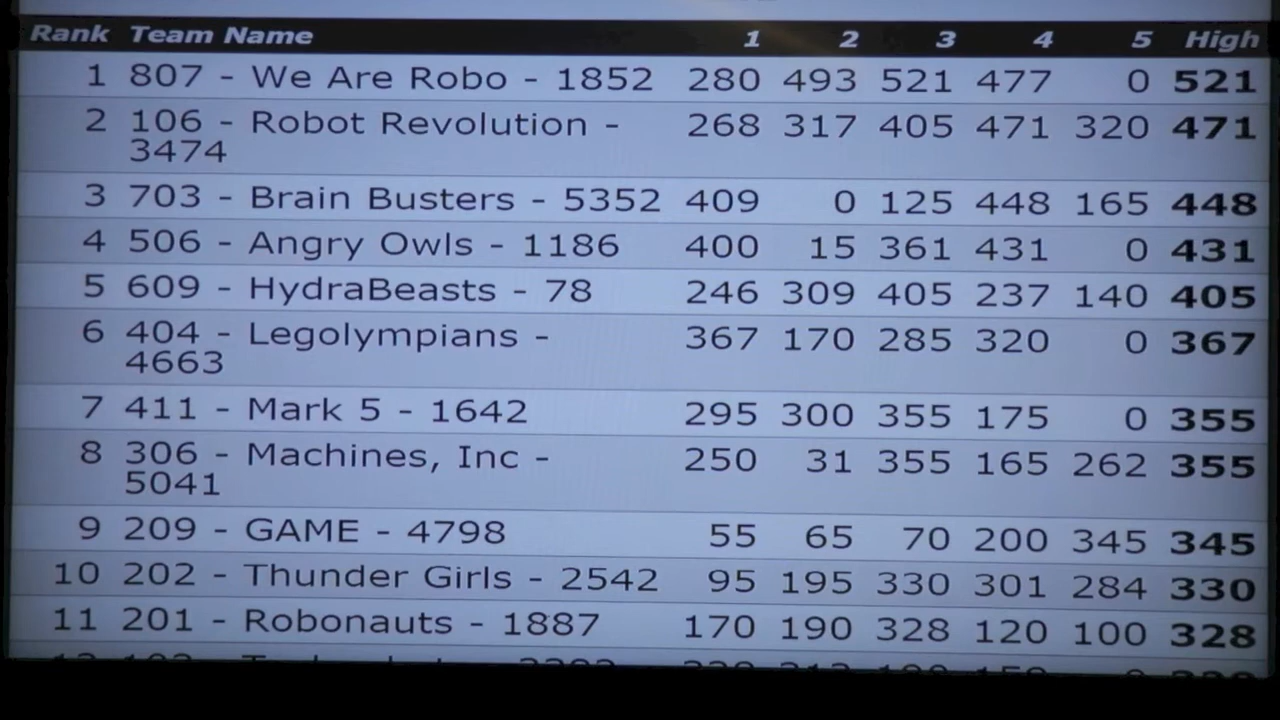 Rank Team Name 1 2 3 4 5 High
1 807 - We Are Robo - 1852 280 493 521 477 0 521
2 106 - Robot Revolution - 268 317 405 471 320 471
3474
3 703 - Brain Busters - 5352 409 0 125 448 165 448
4 506 - Angry Owls - 1186 400 15 361 431 0 431
5 609 - HydraBeasts - 78 246 309 405 237 140 405
6 404 - Legolympians - 367 170 285 320 0 367
4663
7 411 - Mark 5 - 1642 295 300 355 175 0 355
8 306 - Machines, Inc - 250 31 355 165 262 355
5041
9 209 - GAME - 4798 55 65 70 200 345 345
10 202 - Thunder Girls - 2542 95 195 330 301 284 330
11 201 - Robonauts - 1887 170 190 328 120 100 328